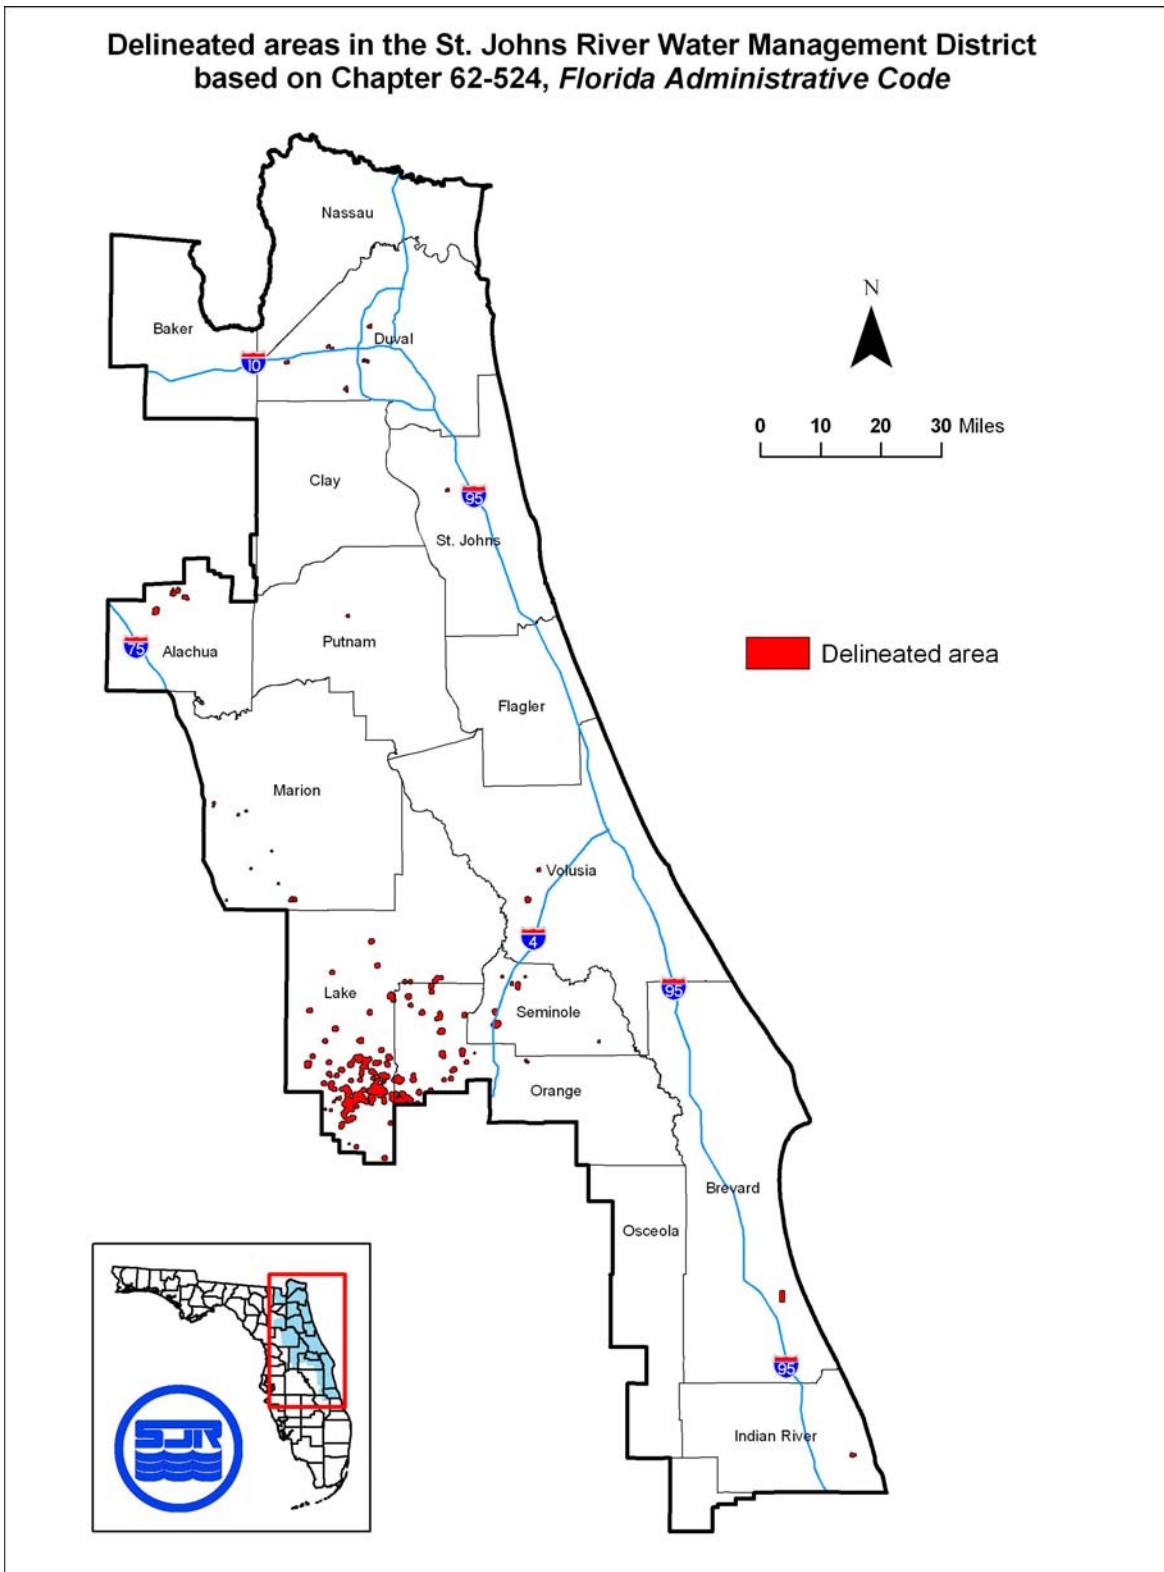 Delineated areas in the St. Johns River Water Management District
based on Chapter 62-524, Florida Administrative Code
Nassau
N
Baker
Duval
10
0 10 20 30 Miles
Clay
95
St. Johns
75
Alachua
Putnam
Delineated area
Flagler
Marion
Volusia
4
Lake
95
Seminole
Orange
Brevard
Osceola
95
Indian River
SJR